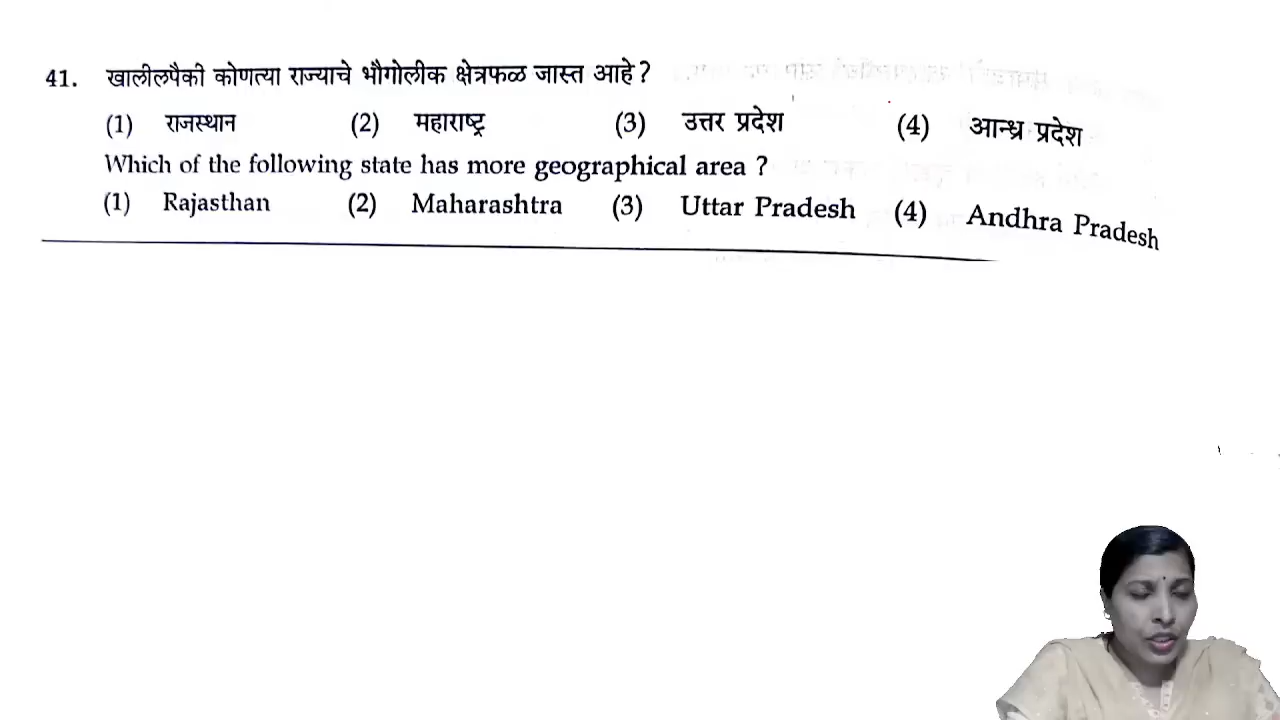 41. खालीलपैकी कोणत्या राज्याचे भौगोलीक क्षेत्रफळ जास्त आहे ?
(1) राजस्थान (2) महाराष्ट्र (3) उत्तर प्रदेश (4) आन्ध्र प्रदेश
Which of the following state has more geographical area ?
(1) Rajasthan (2) Maharashtra (3) Uttar Pradesh (4) Andhra Pradesh